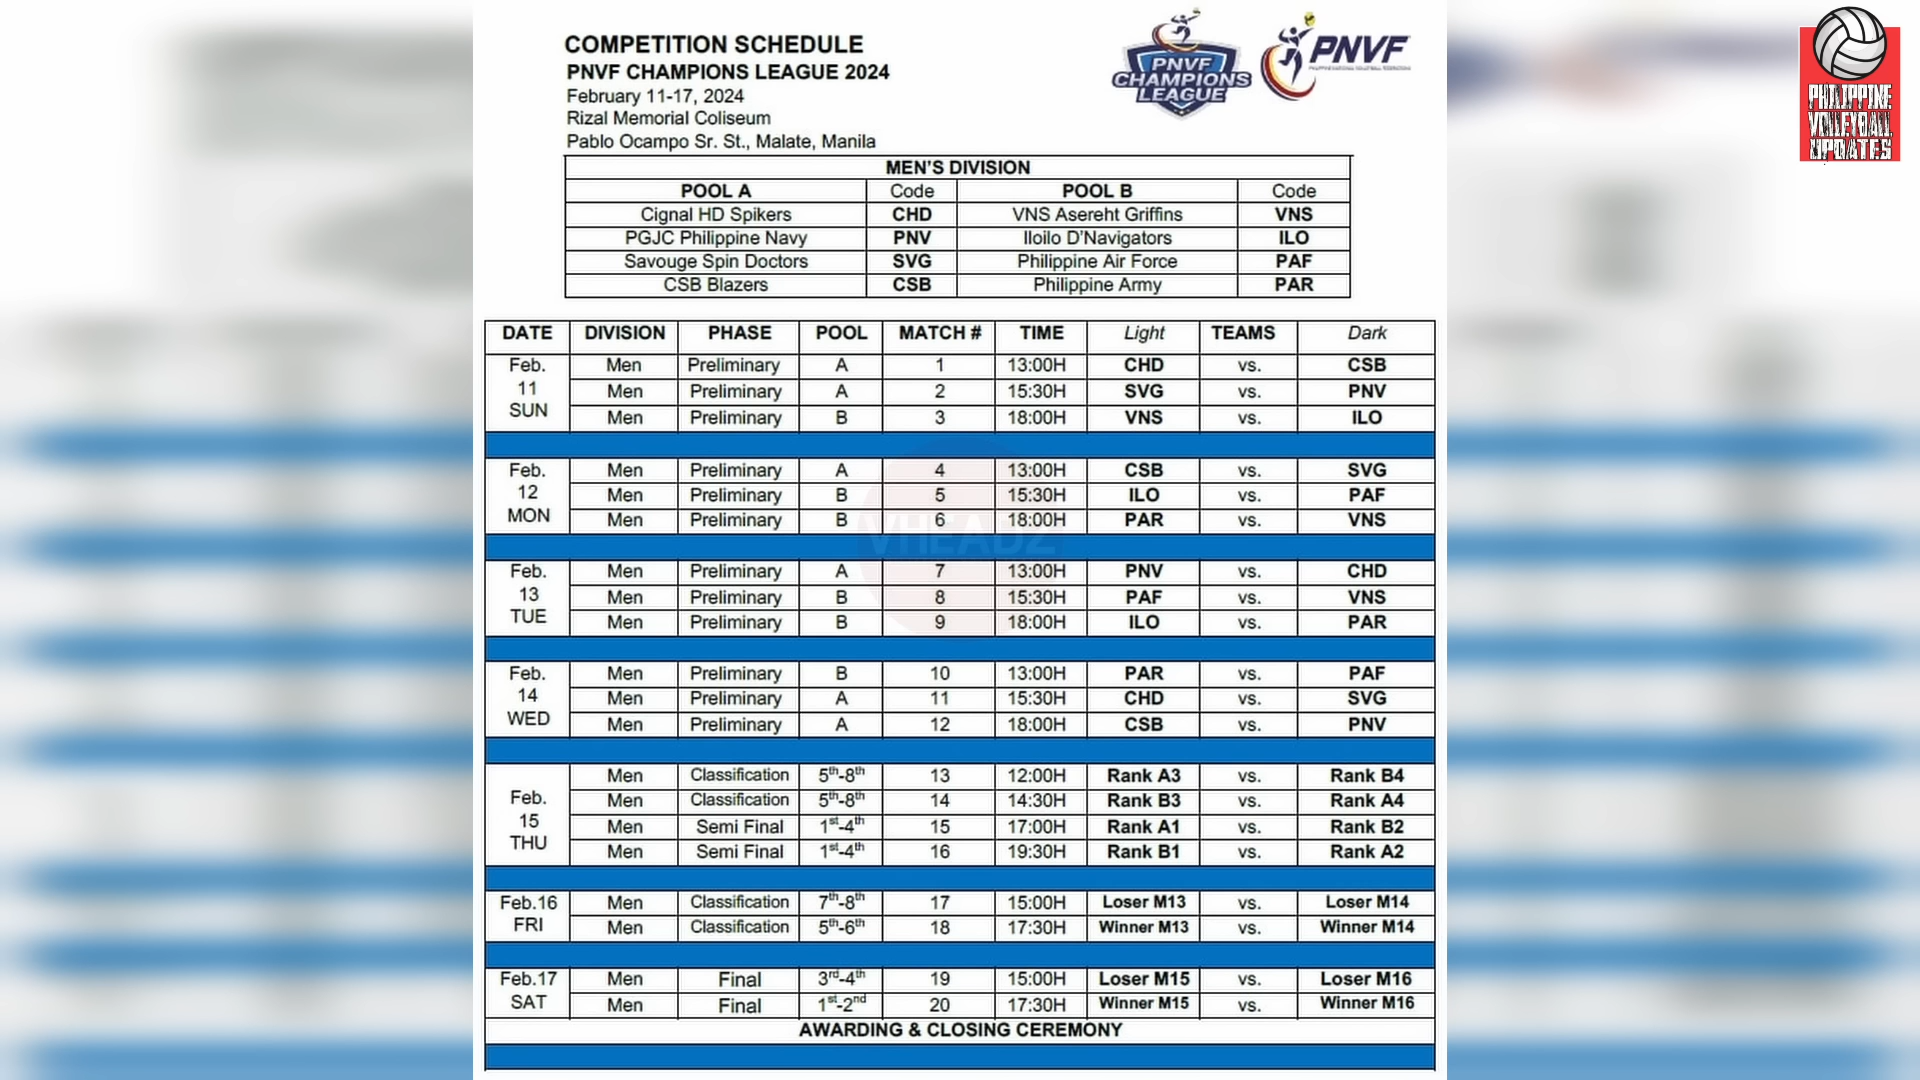 COMPETITION SCHEDULE
PNVF CHAMPIONS LEAGUE 2024
February 11-17, 2024
Rizal Memorial Coliseum
Pablo Ocampo Sr. St., Malate, Manila
PNVF
CHAMPIONS
LEAGUE
PNVF
PHILIPPINE
VOLLEYBALL
UPDATES
MEN'S DIVISION
POOL A Code POOL B Code
Cignal HD Spikers CHD VNS Asereht Griffins VNS
PGJC Philippine Navy PNV Iloilo D'Navigators ILO
Savouge Spin Doctors SVG Philippine Air Force PAF
CSB Blazers CSB Philippine Army PAR
DATE DIVISION PHASE POOL MATCH # TIME Light TEAMS Dark
Feb. 11 SUN
Men Preliminary A 1 13:00H CHD vs. CSB
Men Preliminary A 2 15:30H SVG vs. PNV
Men Preliminary B 3 18:00H VNS vs. ILO
Feb. 12 MON
Men Preliminary A 4 13:00H CSB vs. SVG
Men Preliminary B 5 15:30H ILO vs. PAF
Men Preliminary B 6 18:00H PAR vs. VNS
VHEADZ
Feb. 13 TUE
Men Preliminary A 7 13:00H PNV vs. CHD
Men Preliminary B 8 15:30H PAF vs. VNS
Men Preliminary B 9 18:00H ILO vs. PAR
Feb. 14 WED
Men Preliminary B 10 13:00H PAR vs. PAF
Men Preliminary A 11 15:30H CHD vs. SVG
Men Preliminary A 12 18:00H CSB vs. PNV
Feb. 15 THU
Men Classification 5th-8th 13 12:00H Rank A3 vs. Rank B4
Men Classification 5th-8th 14 14:30H Rank B3 vs. Rank A4
Men Semi Final 1st-4th 15 17:00H Rank A1 vs. Rank B2
Men Semi Final 1st-4th 16 19:30H Rank B1 vs. Rank A2
Feb.16 FRI
Men Classification 7th-8th 17 15:00H Loser M13 vs. Loser M14
Men Classification 5th-6th 18 17:30H Winner M13 vs. Winner M14
Feb.17 SAT
Men Final 3rd-4th 19 15:00H Loser M15 vs. Loser M16
Men Final 1st-2nd 20 17:30H Winner M15 vs. Winner M16
AWARDING & CLOSING CEREMONY